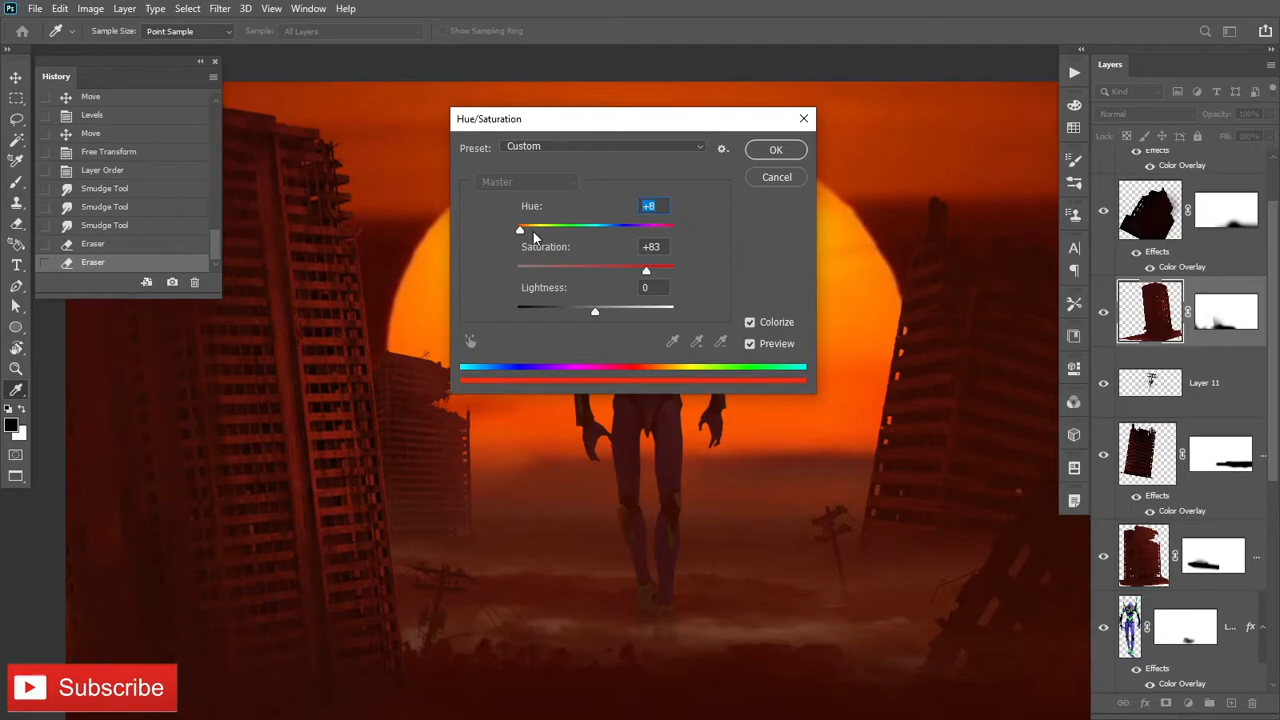 Ps File Edit Image Layer Type Select Filter 3D View Window Help
Sample Size: Point Sample Sample: All Layers Show Sampling Ring
History
Move
Levels
Move
Free Transform
Layer Order
Smudge Tool
Smudge Tool
Smudge Tool
Eraser
Eraser
Hue/Saturation
Preset: Custom
OK
Cancel
Master
Hue: +8
Saturation: +83
Lightness: 0
Colorize
Preview
Layers
Kind
Normal Opacity: 100%
Lock: Fill: 100%
Effects
Color Overlay
Effects
Color Overlay
Layer 11
Effects
Color Overlay
L...
fx
Effects
Color Overlay
Subscribe